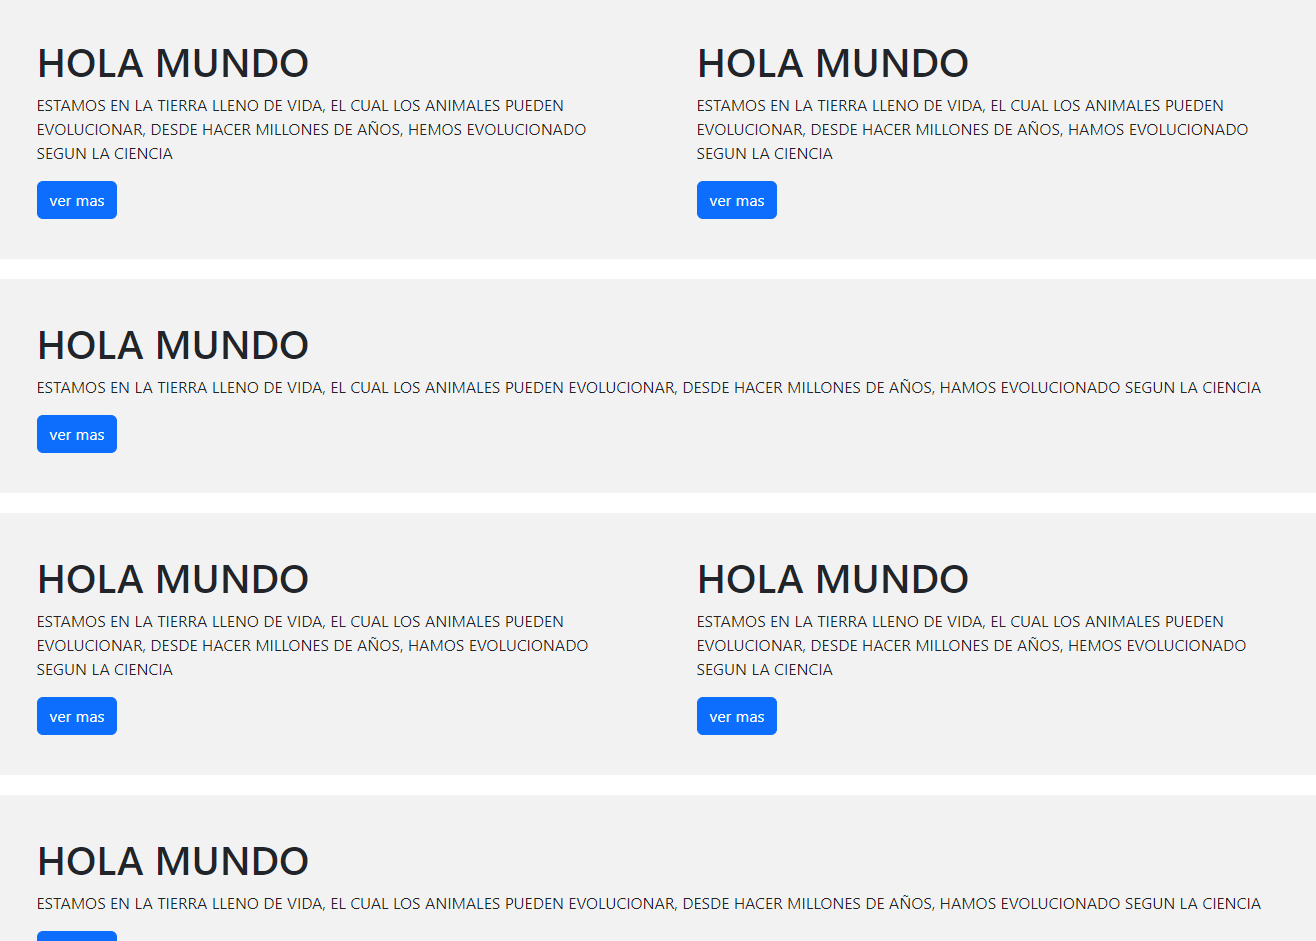 HOLA MUNDO
ESTAMOS EN LA TIERRA LLENO DE VIDA, EL CUAL LOS ANIMALES PUEDEN
EVOLUCIONAR, DESDE HACER MILLONES DE AÑOS, HEMOS EVOLUCIONADO
SEGUN LA CIENCIA
ver mas
HOLA MUNDO
ESTAMOS EN LA TIERRA LLENO DE VIDA, EL CUAL LOS ANIMALES PUEDEN
EVOLUCIONAR, DESDE HACER MILLONES DE AÑOS, HAMOS EVOLUCIONADO
SEGUN LA CIENCIA
ver mas
HOLA MUNDO
ESTAMOS EN LA TIERRA LLENO DE VIDA, EL CUAL LOS ANIMALES PUEDEN EVOLUCIONAR, DESDE HACER MILLONES DE AÑOS, HAMOS EVOLUCIONADO SEGUN LA CIENCIA
ver mas
HOLA MUNDO
ESTAMOS EN LA TIERRA LLENO DE VIDA, EL CUAL LOS ANIMALES PUEDEN
EVOLUCIONAR, DESDE HACER MILLONES DE AÑOS, HAMOS EVOLUCIONADO
SEGUN LA CIENCIA
ver mas
HOLA MUNDO
ESTAMOS EN LA TIERRA LLENO DE VIDA, EL CUAL LOS ANIMALES PUEDEN
EVOLUCIONAR, DESDE HACER MILLONES DE AÑOS, HEMOS EVOLUCIONADO
SEGUN LA CIENCIA
ver mas
HOLA MUNDO
ESTAMOS EN LA TIERRA LLENO DE VIDA, EL CUAL LOS ANIMALES PUEDEN EVOLUCIONAR, DESDE HACER MILLONES DE AÑOS, HAMOS EVOLUCIONADO SEGUN LA CIENCIA